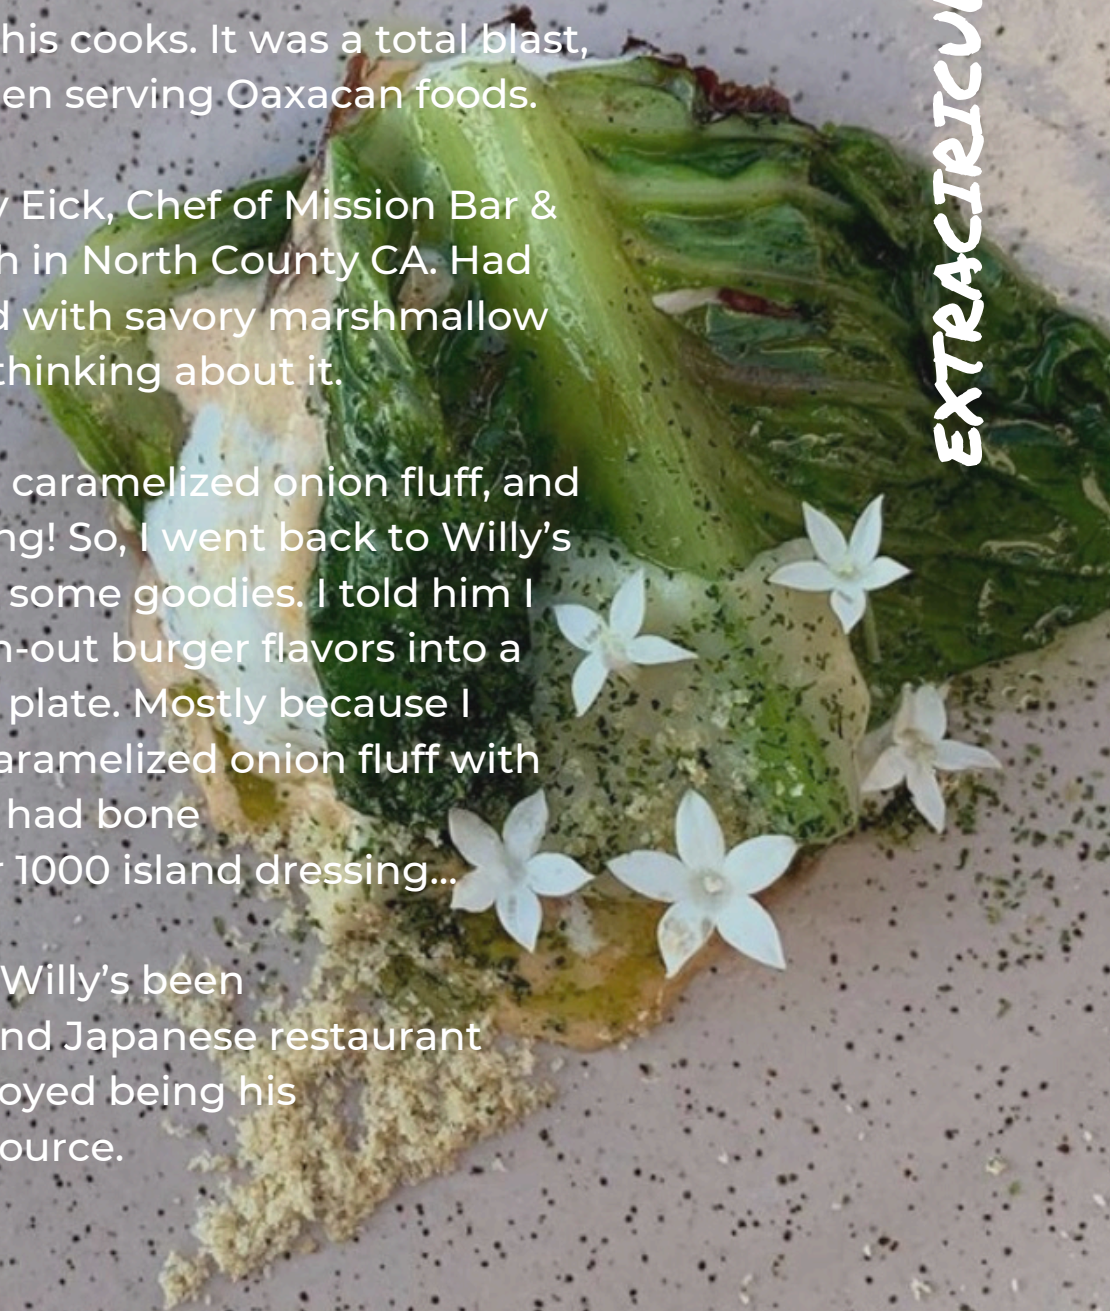 his cooks. It was a total blast,
en serving Oaxacan foods.
y Eick, Chef of Mission Bar &
h in North County CA. Had
d with savory marshmallow
thinking about it.
caramelized onion fluff, and
ng! So, I went back to Willy’s
some goodies. I told him I
n-out burger flavors into a
plate. Mostly because I
aramelized onion fluff with
had bone
r 1000 island dressing...
Willy’s been
nd Japanese restaurant
oyed being his
ource.
EXTRACIRICU